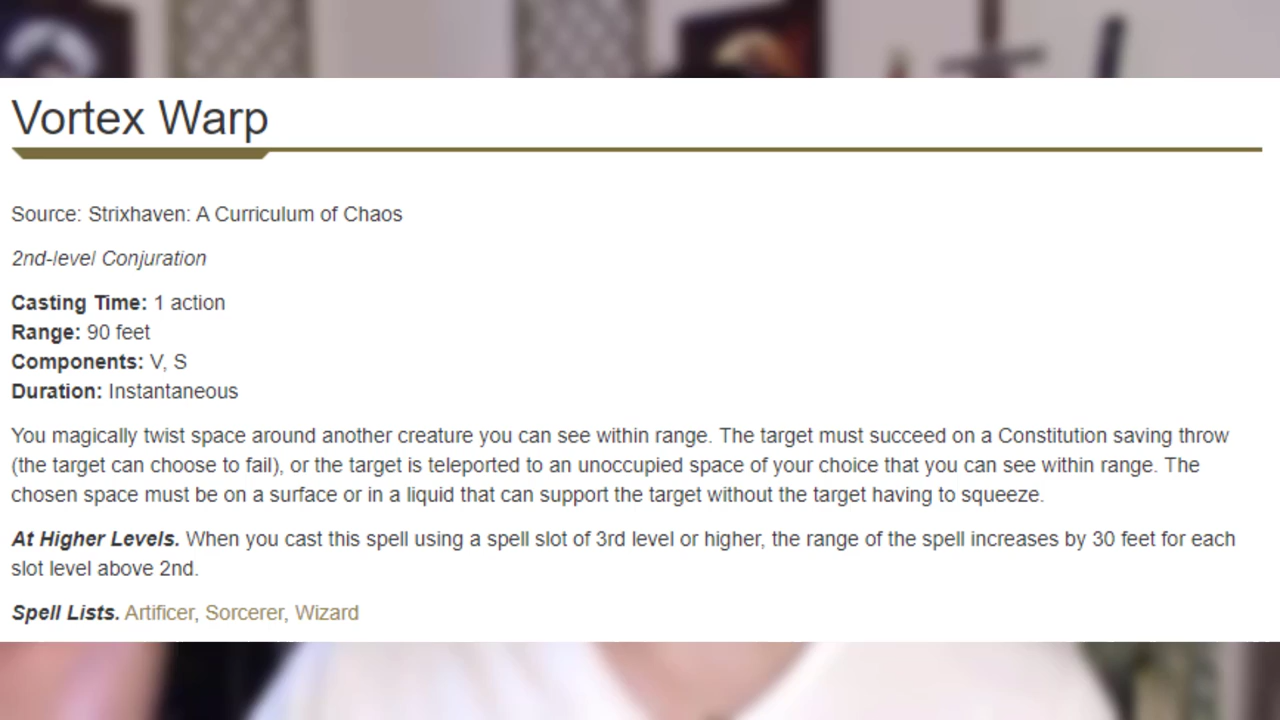 Vortex Warp
Source: Strixhaven: A Curriculum of Chaos
2nd-level Conjuration
Casting Time: 1 action
Range: 90 feet
Components: V, S
Duration: Instantaneous
You magically twist space around another creature you can see within range. The target must succeed on a Constitution saving throw
(the target can choose to fail), or the target is teleported to an unoccupied space of your choice that you can see within range. The
chosen space must be on a surface or in a liquid that can support the target without the target having to squeeze.
At Higher Levels. When you cast this spell using a spell slot of 3rd level or higher, the range of the spell increases by 30 feet for each
slot level above 2nd.
Spell Lists. Artificer, Sorcerer, Wizard